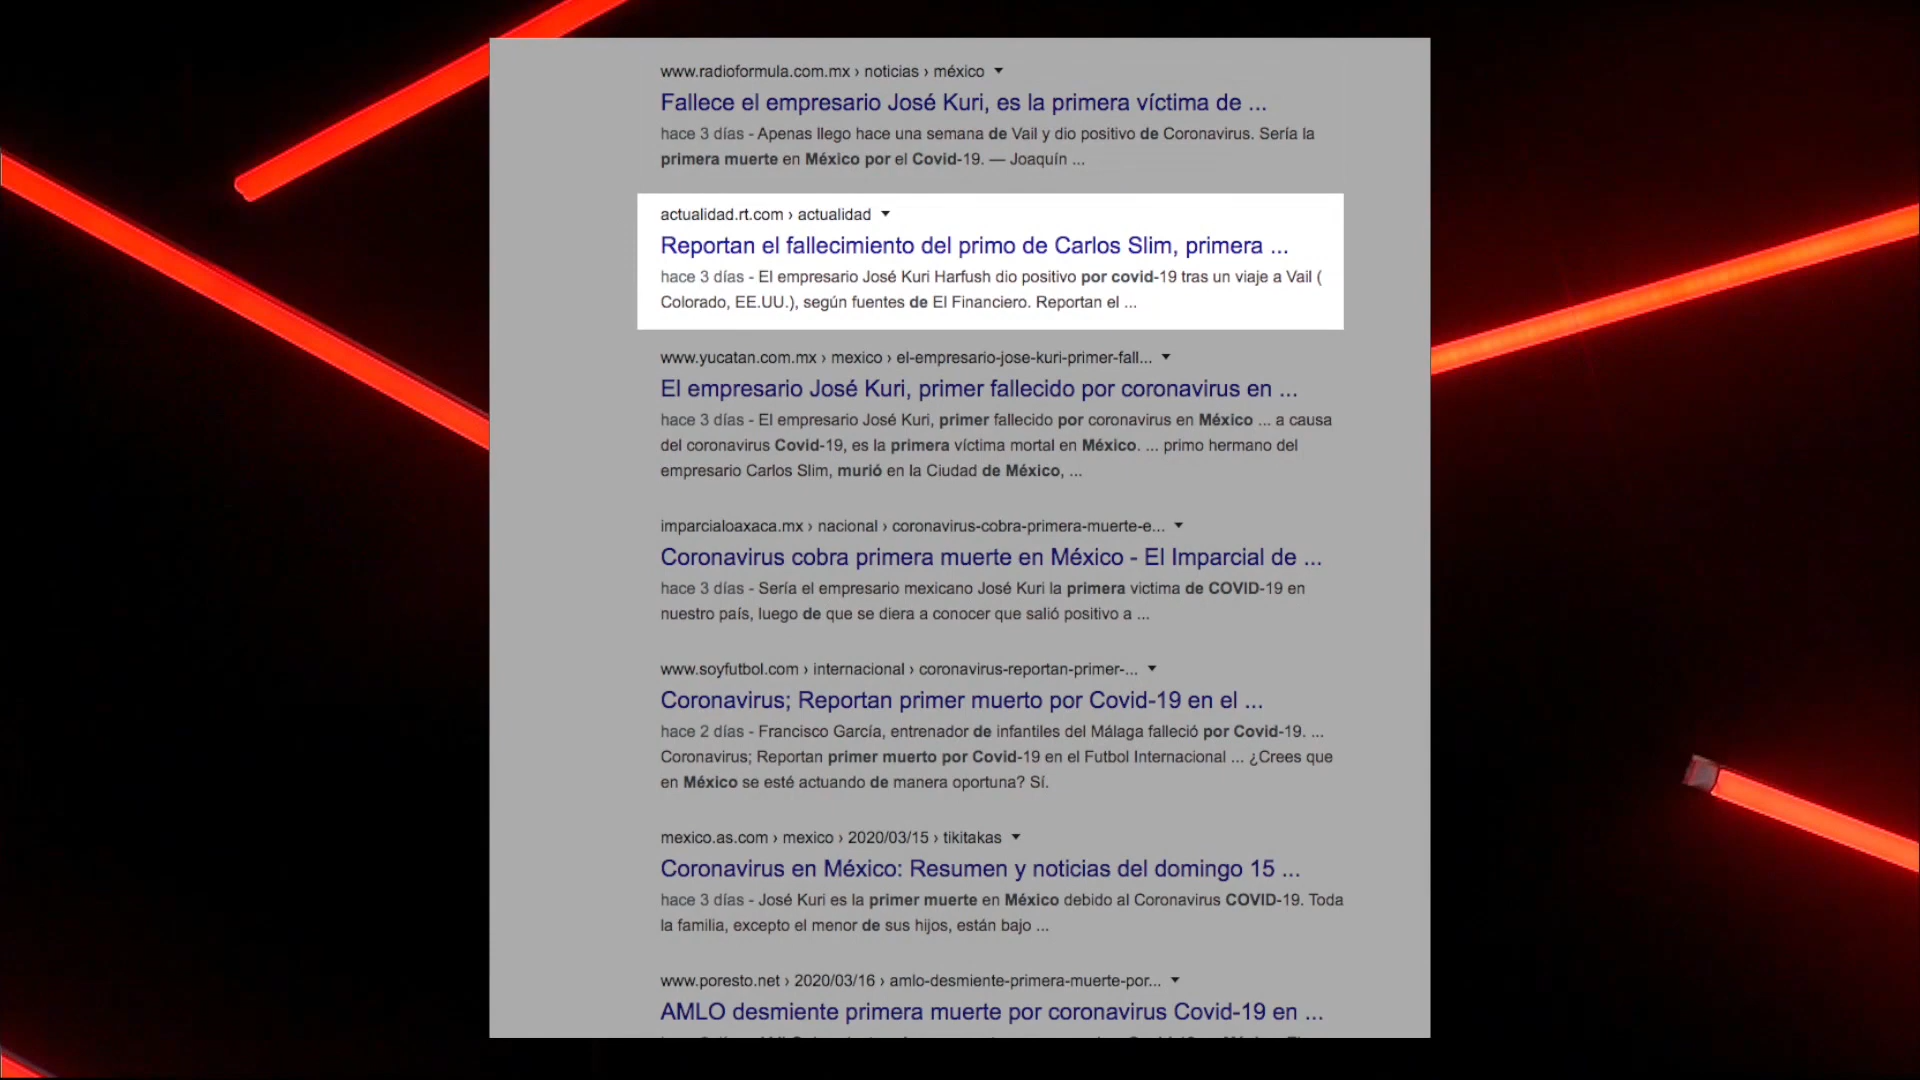 www.radioformula.com.mx › noticias › méxico
Fallece el empresario José Kuri, es la primera víctima de ...
hace 3 días - Apenas llego hace una semana de Vail y dio positivo de Coronavirus. Sería la
primera muerte en México por el Covid-19. — Joaquín ...
actualidad.rt.com › actualidad
Reportan el fallecimiento del primo de Carlos Slim, primera ...
hace 3 días - El empresario José Kuri Harfush dio positivo por covid-19 tras un viaje a Vail (
Colorado, EE.UU.), según fuentes de El Financiero. Reportan el ...
www.yucatan.com.mx › mexico › el-empresario-jose-kuri-primer-fall...
El empresario José Kuri, primer fallecido por coronavirus en ...
hace 3 días - El empresario José Kuri, primer fallecido por coronavirus en México ... a causa
del coronavirus Covid-19, es la primera víctima mortal en México. ... primo hermano del
empresario Carlos Slim, murió en la Ciudad de México, ...
imparcialoaxaca.mx › nacional › coronavirus-cobra-primera-muerte-e...
Coronavirus cobra primera muerte en México - El Imparcial de ...
hace 3 días - Sería el empresario mexicano José Kuri la primera victima de COVID-19 en
nuestro país, luego de que se diera a conocer que salió positivo a ...
www.soyfutbol.com › internacional › coronavirus-reportan-primer-...
Coronavirus; Reportan primer muerto por Covid-19 en el ...
hace 2 días - Francisco García, entrenador de infantiles del Málaga falleció por Covid-19. ...
Coronavirus; Reportan primer muerto por Covid-19 en el Futbol Internacional ... ¿Crees que
en México se esté actuando de manera oportuna? Sí.
mexico.as.com › mexico › 2020/03/15 › tikitakas
Coronavirus en México: Resumen y noticias del domingo 15 ...
hace 3 días - José Kuri es la primer muerte en México debido al Coronavirus COVID-19. Toda
la familia, excepto el menor de sus hijos, están bajo ...
www.poresto.net › 2020/03/16 › amlo-desmiente-primera-muerte-por...
AMLO desmiente primera muerte por coronavirus Covid-19 en ...